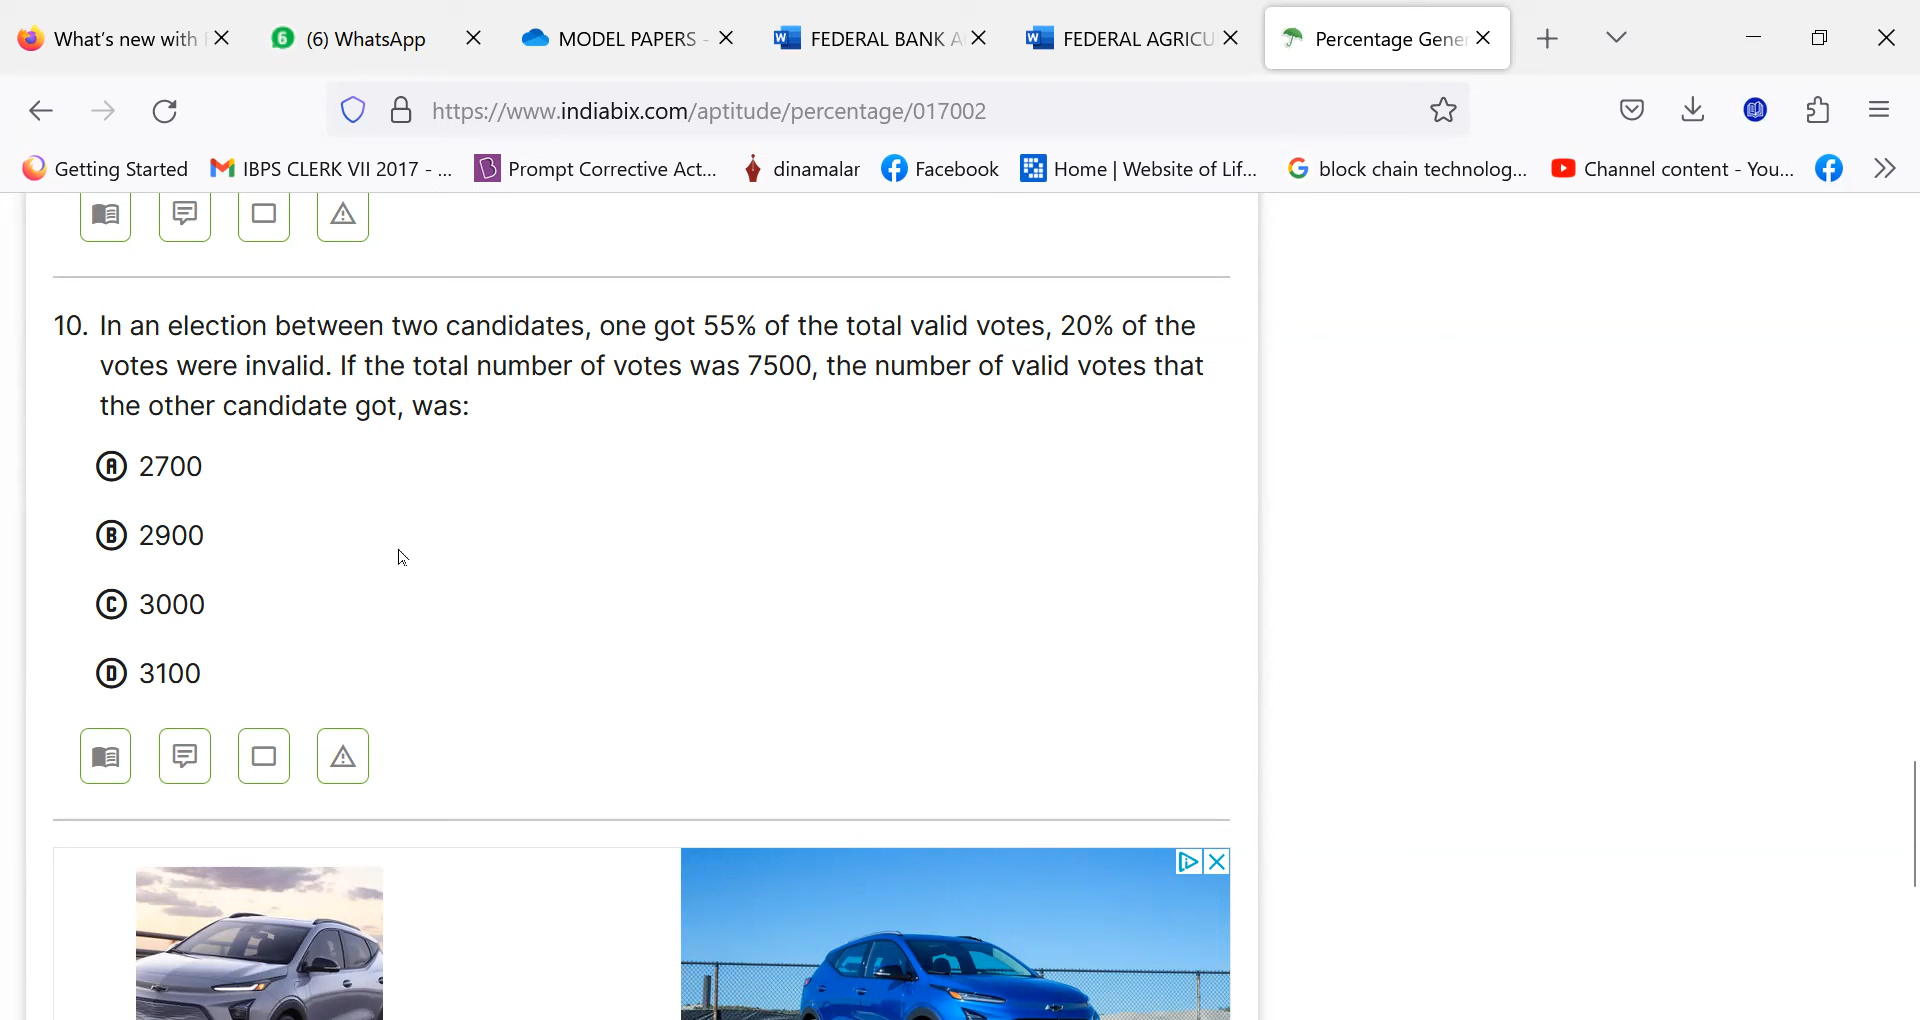 What's new with
(6) WhatsApp
MODEL PAPERS -
FEDERAL BANK A
FEDERAL AGRICU
Percentage Gene
https://www.indiabix.com/aptitude/percentage/017002
Getting Started
IBPS CLERK VII 2017 - ...
Prompt Corrective Act...
dinamalar
Facebook
Home | Website of Lif...
block chain technolog...
Channel content - You...
10. In an election between two candidates, one got 55% of the total valid votes, 20% of the
votes were invalid. If the total number of votes was 7500, the number of valid votes that
the other candidate got, was:
A 2700
B 2900
C 3000
D 3100